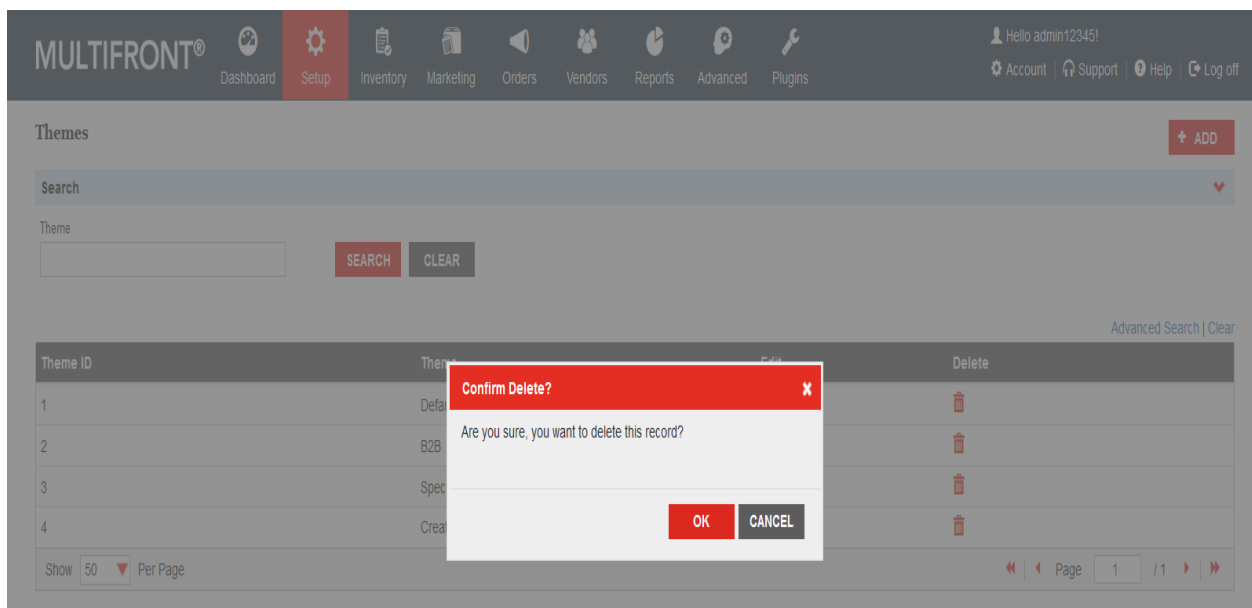 MULTIFRONT®
Dashboard Setup Inventory Marketing Orders Vendors Reports Advanced Plugins
Hello admin12345!
Account Support Help Log off
Themes
+ ADD
Search
Theme
SEARCH CLEAR
Advanced Search | Clear
Theme ID Delete
Confirm Delete?
1
Are you sure, you want to delete this record?
2 B2B
3
4
OK CANCEL
Show 50 Per Page
Page 1 / 1